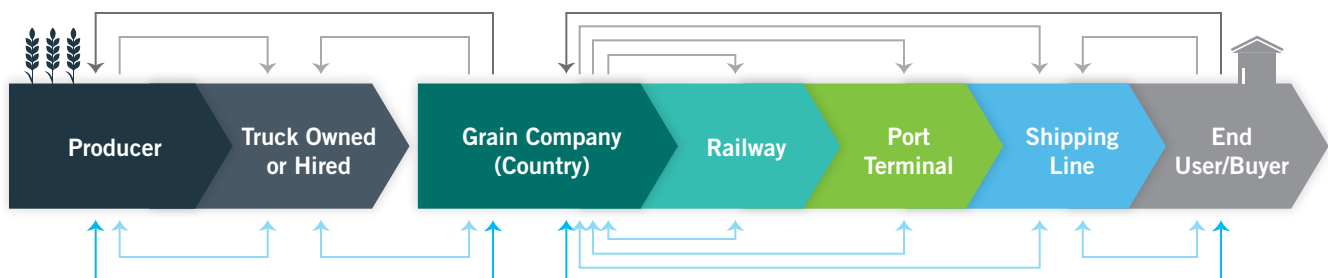 Producer
Truck Owned
or Hired
Grain Company
(Country)
Railway
Port
Terminal
Shipping
Line
End
User/Buyer